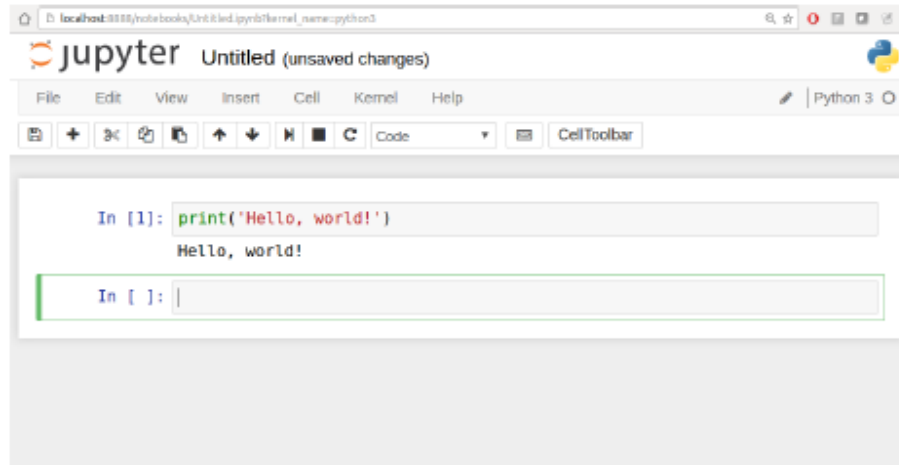 localhost:8888/notebooks/Untitled.ipynb?kernel_name=python3
jupyter Untitled (unsaved changes)
File Edit View Insert Cell Kernel Help Python 3
Code CellToolbar
In [1]: print('Hello, world!')
Hello, world!
In [ ]: